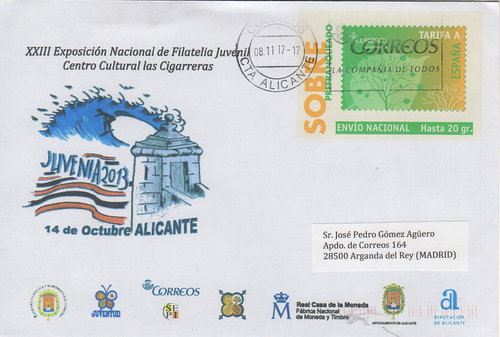 XXIII Exposición Nacional de Filatelia Juvenil
Centro Cultural las Cigarreras
CORREOS
08.11 17-17
CTA ALICANTE
SOBRE
PREFRANQUEADO
Correos
TARIFA A
ESPAÑA
CORREOS
LA COMPAÑÍA DE TODOS
ENVÍO NACIONAL Hasta 20 gr.
JUVENIA 2013
14 de Octubre ALICANTE
Sr. José Pedro Gómez Agüero
Apdo. de Correos 164
28500 Arganda del Rey (MADRID)
JUVENTUD
CORREOS
Real Casa de la Moneda
Fábrica Nacional
de Moneda y Timbre
AYUNTAMIENTO DE ALICANTE
DIPUTACIÓN
DE ALICANTE